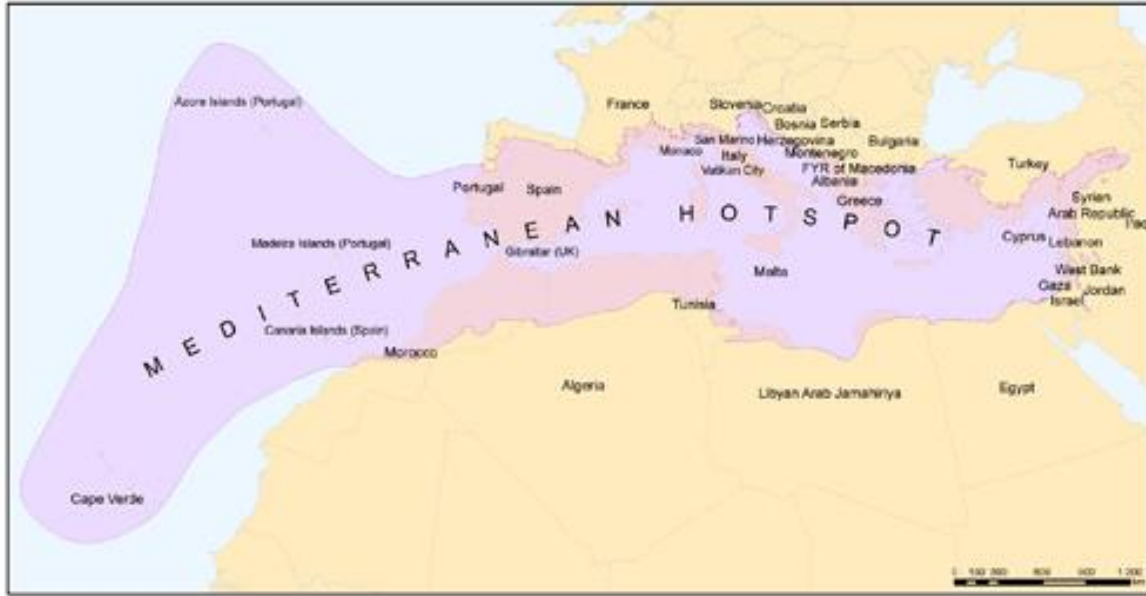 Azore Islands (Portugal)
France
Slovenia
Croatia
Bosnia
Serbia
San Marino
Herzegovina
Bulgaria
Monaco
Italy
Montenegro
Turkey
Vatikan City
FYR of Macedonia
Albania
Portugal
Spain
Greece
Syrian
Arab Republic
MEDITERRANEAN HOTSPOT
Madeira Islands (Portugal)
Gibraltar (UK)
Cyprus
Lebanon
Malta
West Bank
Gaza
Jordan
Israel
Tunisia
Canaria Islands (Spain)
Morocco
Algeria
Libyan Arab Jamahiriya
Egypt
Cape Verde